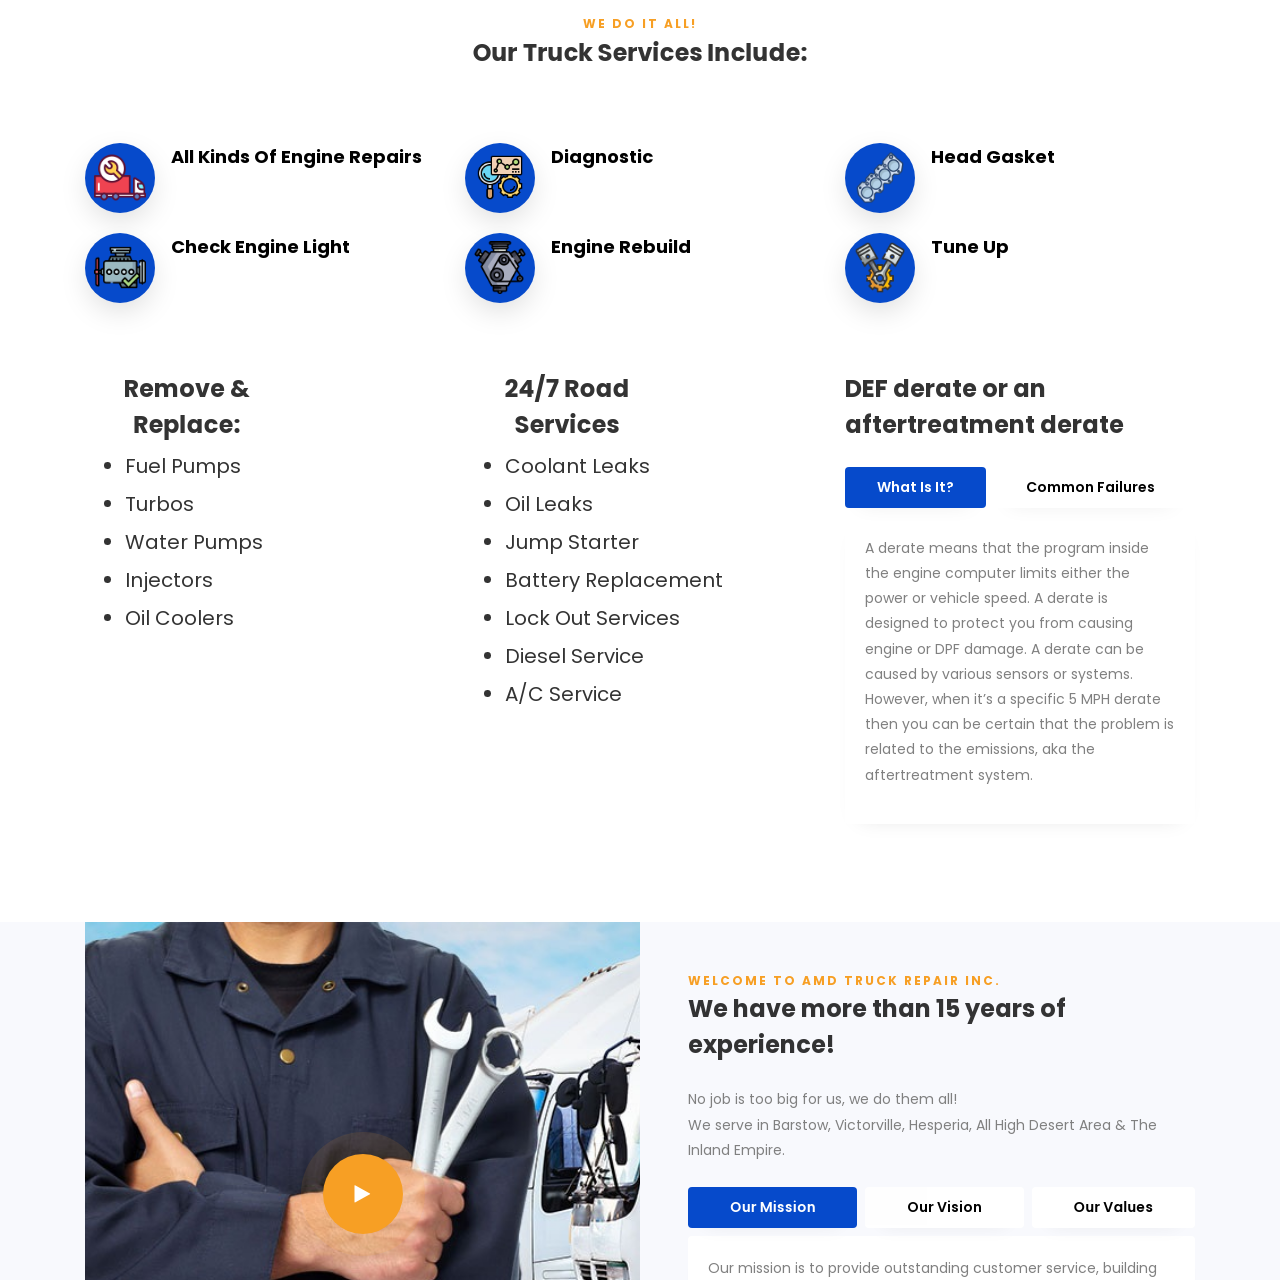 WE DO IT ALL!
Our Truck Services Include:
All Kinds Of Engine Repairs
Diagnostic
Head Gasket
Check Engine Light
Engine Rebuild
Tune Up
Remove &
Replace:
Fuel Pumps
Turbos
Water Pumps
Injectors
Oil Coolers
24/7 Road
Services
Coolant Leaks
Oil Leaks
Jump Starter
Battery Replacement
Lock Out Services
Diesel Service
A/C Service
DEF derate or an
aftertreatment derate
What Is It?
Common Failures
A derate means that the program inside
the engine computer limits either the
power or vehicle speed. A derate is
designed to protect you from causing
engine or DPF damage. A derate can be
caused by various sensors or systems.
However, when it’s a specific 5 MPH derate
then you can be certain that the problem is
related to the emissions, aka the
aftertreatment system.
WELCOME TO AMD TRUCK REPAIR INC.
We have more than 15 years of
experience!
No job is too big for us, we do them all!
We serve in Barstow, Victorville, Hesperia, All High Desert Area & The
Inland Empire.
Our Mission
Our Vision
Our Values
Our mission is to provide outstanding customer service, building